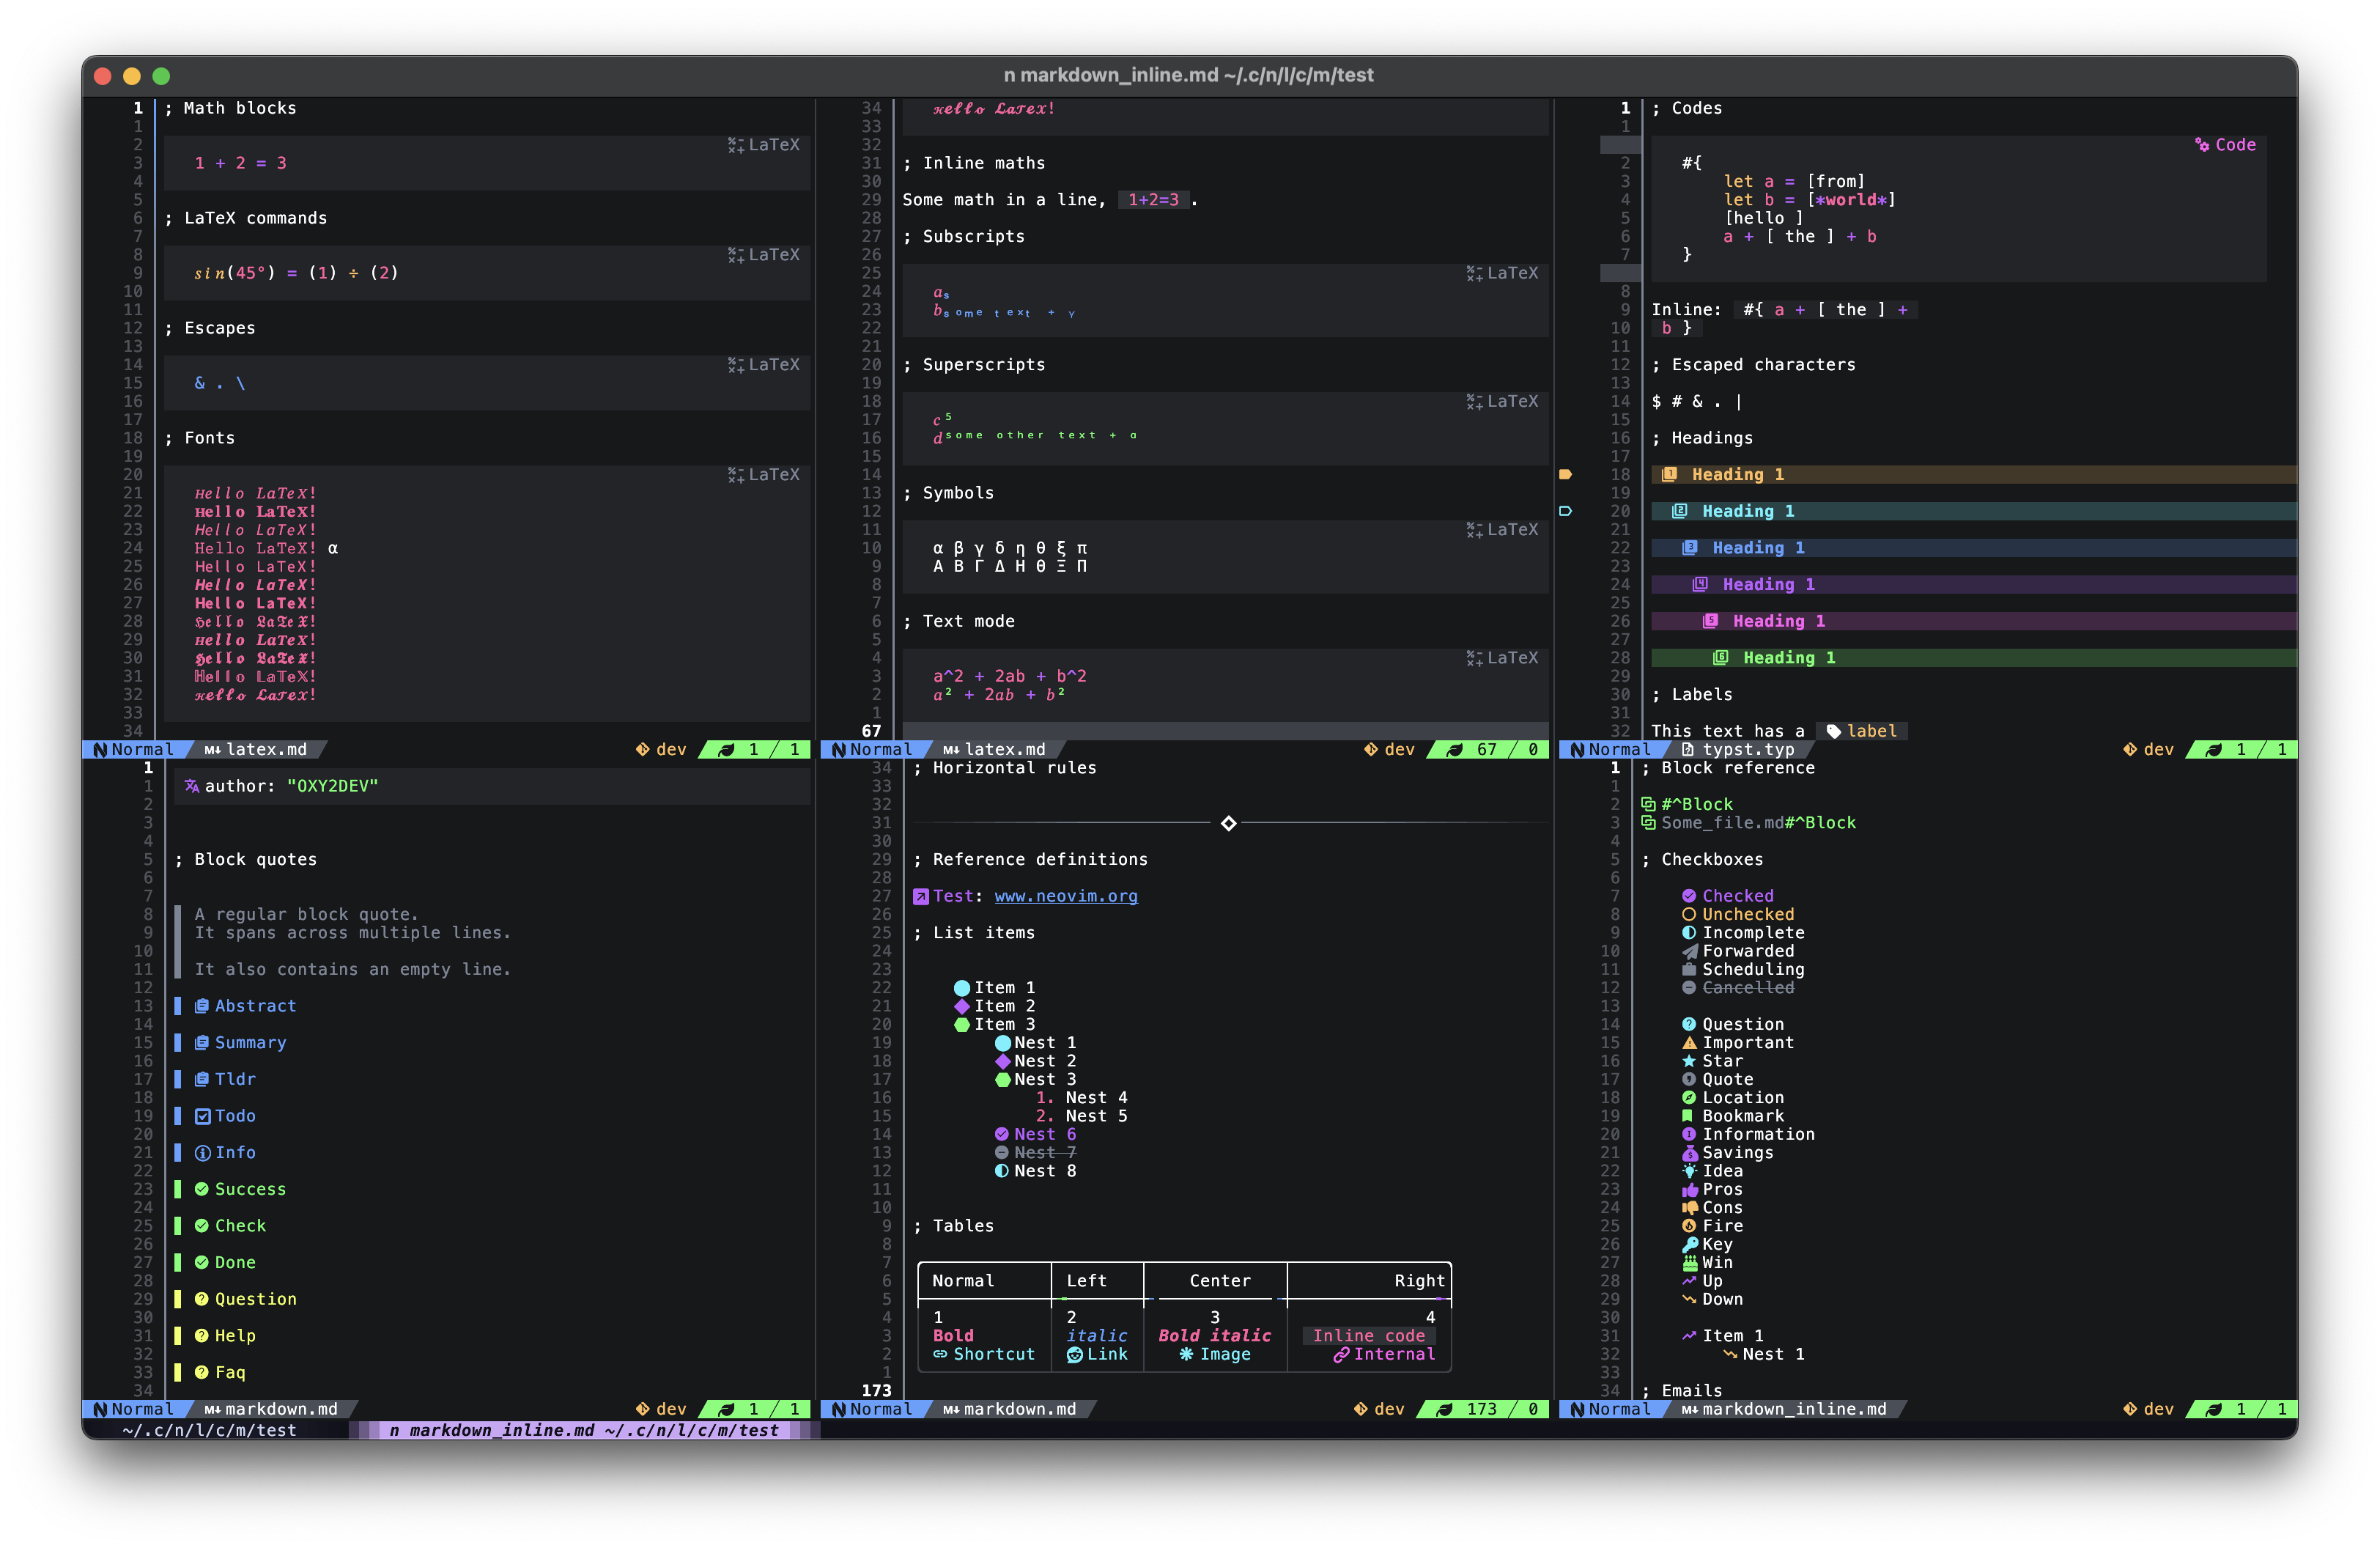 n markdown_inline.md ~/.c/n/l/c/m/test
1 ; Math blocks
1
2 LaTeX
3 1 + 2 = 3
4
5
6 ; LaTeX commands
7
8 LaTeX
9 sin(45°) = (1) ÷ (2)
10
11
12 ; Escapes
13
14 LaTeX
15 & . \
16
17
18 ; Fonts
19
20 LaTeX
21 Hello LaTeX!
22 Hello LaTeX!
23 Hello LaTeX!
24 Hello LaTeX! α
25 Hello LaTeX!
26 Hello LaTeX!
27 Hello LaTeX!
28 Hello LaTeX!
29 Hello LaTeX!
30 Hello LaTeX!
31 Hello LaTeX!
32 Hello LaTeX!
33
34
Normal M↓ latex.md dev 1 / 1
34 Hello LaTeX!
33
32
31 ; Inline maths
30
29 Some math in a line, 1+2=3 .
28
27 ; Subscripts
26
25 LaTeX
24 aₛ
23 b some text + γ
22
21
20 ; Superscripts
19
18 LaTeX
17 c⁵
16 d some other text + α
15
14
13 ; Symbols
12
11 LaTeX
10 α β γ δ η θ ξ π
9 Α Β Γ Δ Η Θ Ξ Π
8
7
6 ; Text mode
5
4 LaTeX
3 a^2 + 2ab + b^2
2 a² + 2ab + b²
1
67
Normal M↓ latex.md dev 67 / 0
1 ; Codes
1
Code
2 #{
3 let a = [from]
4 let b = [*world*]
5 [hello ]
6 a + [ the ] + b
7 }
8
9 Inline: #{ a + [ the ] +
10 b }
11
12 ; Escaped characters
13
14 $ # & . |
15
16 ; Headings
17
18 1 Heading 1
19
20 2 Heading 1
21
22 3 Heading 1
23
24 4 Heading 1
25
26 5 Heading 1
27
28 6 Heading 1
29
30 ; Labels
31
32 This text has a label
Normal typst.typ dev 1 / 1
1
1 author: "OXY2DEV"
2
3
4
5 ; Block quotes
6
7
8 A regular block quote.
9 It spans across multiple lines.
10
11 It also contains an empty line.
12
13 Abstract
14
15 Summary
16
17 Tldr
18
19 Todo
20
21 Info
22
23 Success
24
25 Check
26
27 Done
28
29 Question
30
31 Help
32
33 Faq
34
Normal M↓ markdown.md dev 1 / 1
34 ; Horizontal rules
33
32
31
30
29 ; Reference definitions
28
27 Test: www.neovim.org
26
25 ; List items
24
23
22 Item 1
21 Item 2
20 Item 3
19 Nest 1
18 Nest 2
17 Nest 3
16 1. Nest 4
15 2. Nest 5
14 Nest 6
13 Nest 7
12 Nest 8
11
10
9 ; Tables
8
7
6 Normal Left Center Right
5
4 1 2 3 4
3 Bold italic Bold italic Inline code
2 Shortcut Link Image Internal
1
173
Normal M↓ markdown.md dev 173 / 0
1 ; Block reference
1
2 #^Block
3 Some_file.md#^Block
4
5 ; Checkboxes
6
7 Checked
8 Unchecked
9 Incomplete
10 Forwarded
11 Scheduling
12 Cancelled
13
14 Question
15 Important
16 Star
17 Quote
18 Location
19 Bookmark
20 Information
21 Savings
22 Idea
23 Pros
24 Cons
25 Fire
26 Key
27 Win
28 Up
29 Down
30
31 Item 1
32 Nest 1
33
34 ; Emails
Normal M↓ markdown_inline.md dev 1 / 1
~/.c/n/l/c/m/test n markdown_inline.md ~/.c/n/l/c/m/test